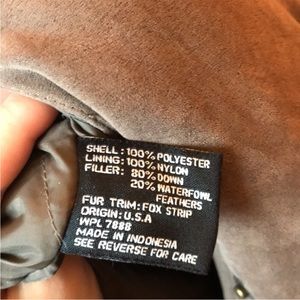 SHELL: 100% POLYESTER
LINING: 100% NYLON
FILLER: 80% DOWN
20% WATERFOWL
FEATHERS
FUR TRIM: FOX STRIP
ORIGIN: U.S.A
WPL 7888
MADE IN INDONESIA
SEE REVERSE FOR CARE